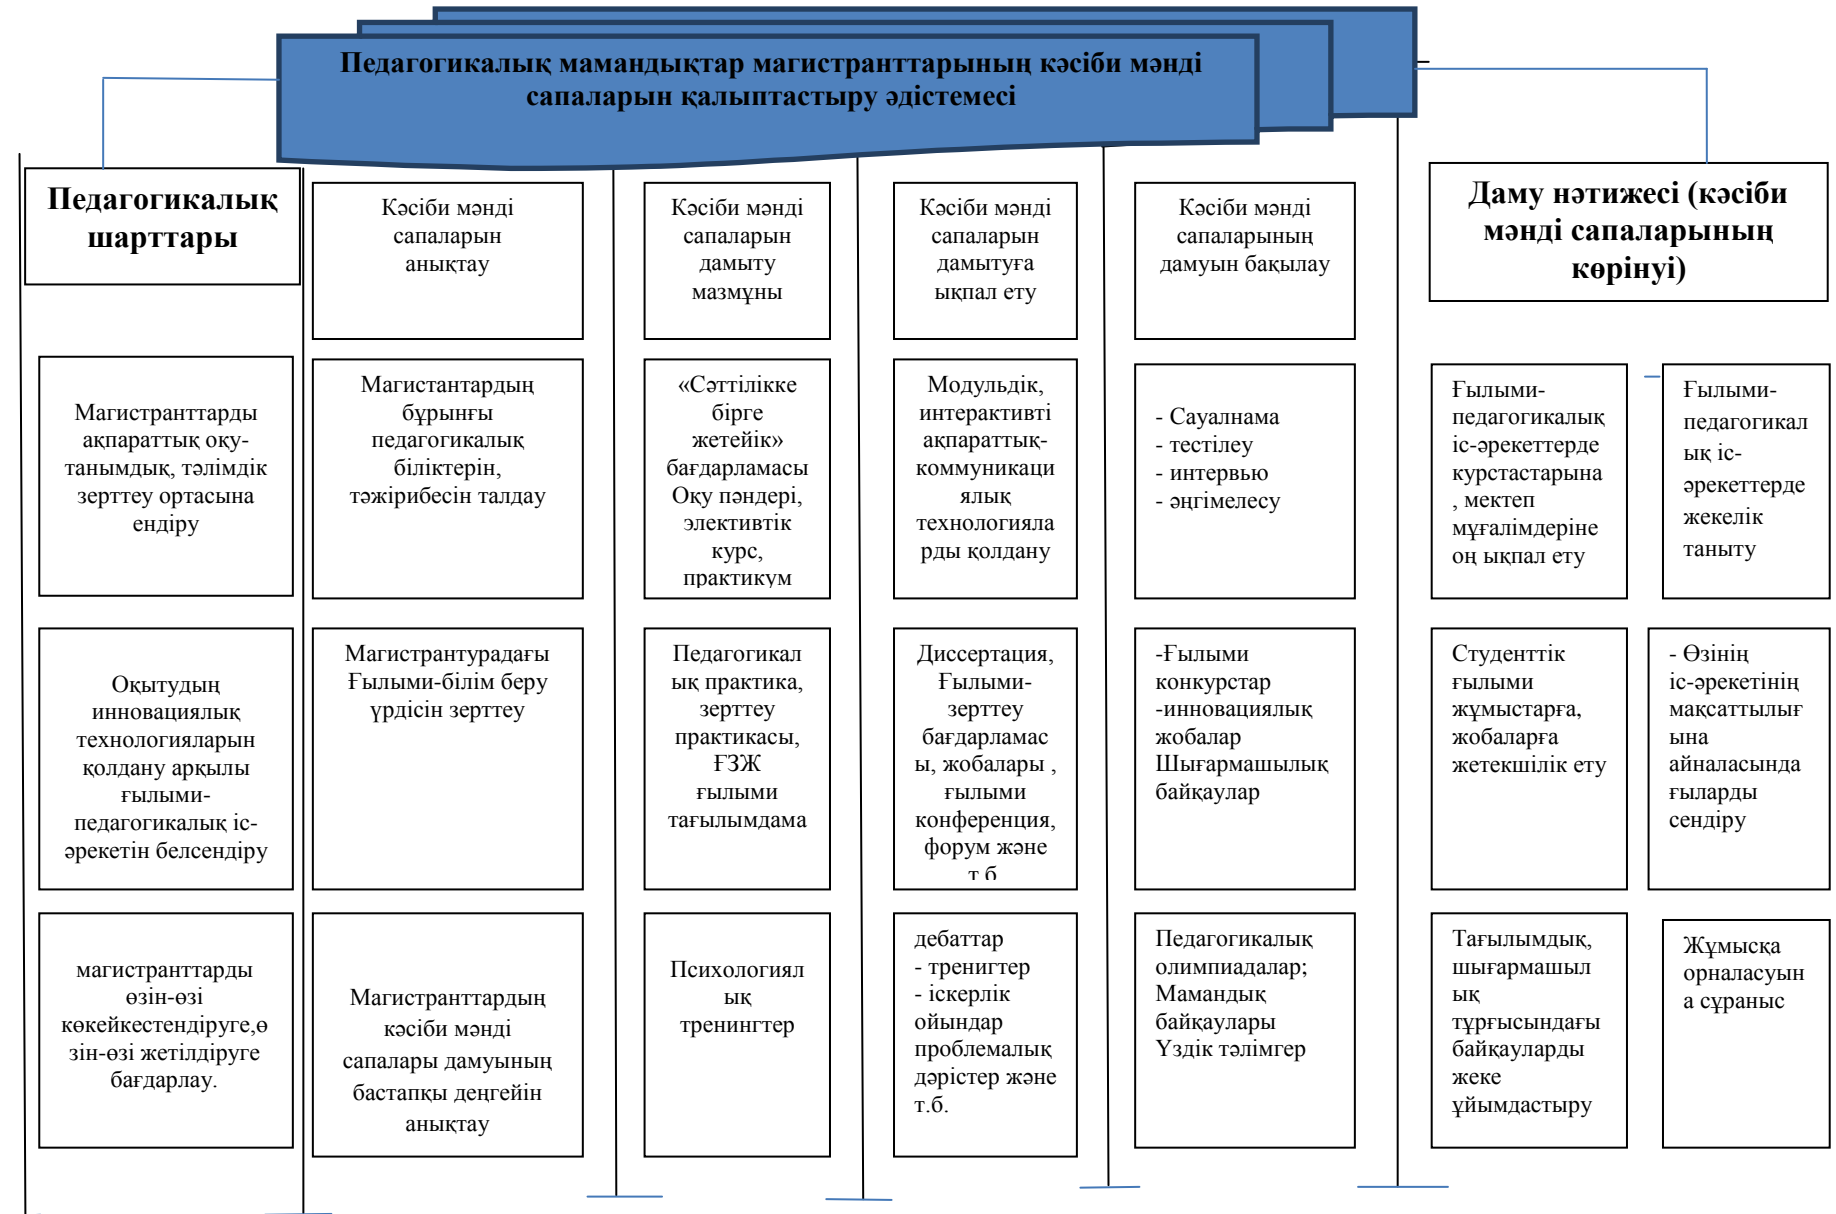 Педагогикалық мамандықтар магистранттарының кәсіби мәнді
сапаларын қалыптастыру әдістемесі
Педагогикалық
шарттары
Кәсіби мәнді
сапаларын
анықтау
Кәсіби мәнді
сапаларын
дамыту
мазмұны
Кәсіби мәнді
сапаларын
дамытуға
ықпал ету
Кәсіби мәнді
сапаларының
дамуын бақылау
Даму нәтижесі (кәсіби
мәнді сапаларының
көрінуі)
Магистранттарды
ақпараттық оқу-
танымдық, тәлімдік
зерттеу ортасына
ендіру
Магистантардың
бұрынғы
педагогикалық
біліктерін,
тәжірибесін талдау
«Сәттілікке
бірге
жетейік»
бағдарламасы
Оқу пәндері,
элективтік
курс,
практикум
Модульдік,
интерактивті
ақпараттық-
коммуникаци
ялық
технологияла
рды қолдану
- Сауалнама
- тестілеу
- интервью
- әңгімелесу
Ғылыми-
педагогикалық
іс-әрекеттерде
курстастарына
, мектеп
мұғалімдеріне
оң ықпал ету
Ғылыми-
педагогикал
ық іс-
әрекеттерде
жекелік
таныту
Оқытудың
инновациялық
технологияларын
қолдану арқылы
ғылыми-
педагогикалық іс-
әрекетін белсендіру
Магистрантурадағы
Ғылыми-білім беру
үрдісін зерттеу
Педагогикал
ық практика,
зерттеу
практикасы,
ҒЗЖ
ғылыми
тағылымдама
Диссертация,
Ғылыми-
зерттеу
бағдарламас
ы, жобалары ,
ғылыми
конференция,
форум және
т.б
-Ғылыми
конкурстар
-инновациялық
жобалар
Шығармашылық
байқаулар
Студенттік
ғылыми
жұмыстарға,
жобаларға
жетекшілік ету
- Өзінің
іс-әрекетінің
мақсаттылығ
ына
айналасында
ғыларды
сендіру
магистранттарды
өзін-өзі
көкейкестендіруге,ө
зін-өзі жетілдіруге
бағдарлау.
Магистранттардың
кәсіби мәнді
сапалары дамуының
бастапқы деңгейін
анықтау
Психологиял
ық
тренингтер
дебаттар
- тренигтер
- іскерлік
ойындар
проблемалық
дәрістер және
т.б.
Педагогикалық
олимпиадалар;
Мамандық
байқаулары
Үздік тәлімгер
Тағылымдық,
шығармашыл
ық
тұрғысындағы
байқауларды
жеке
ұйымдастыру
Жұмысқа
орналасуын
а сұраныс